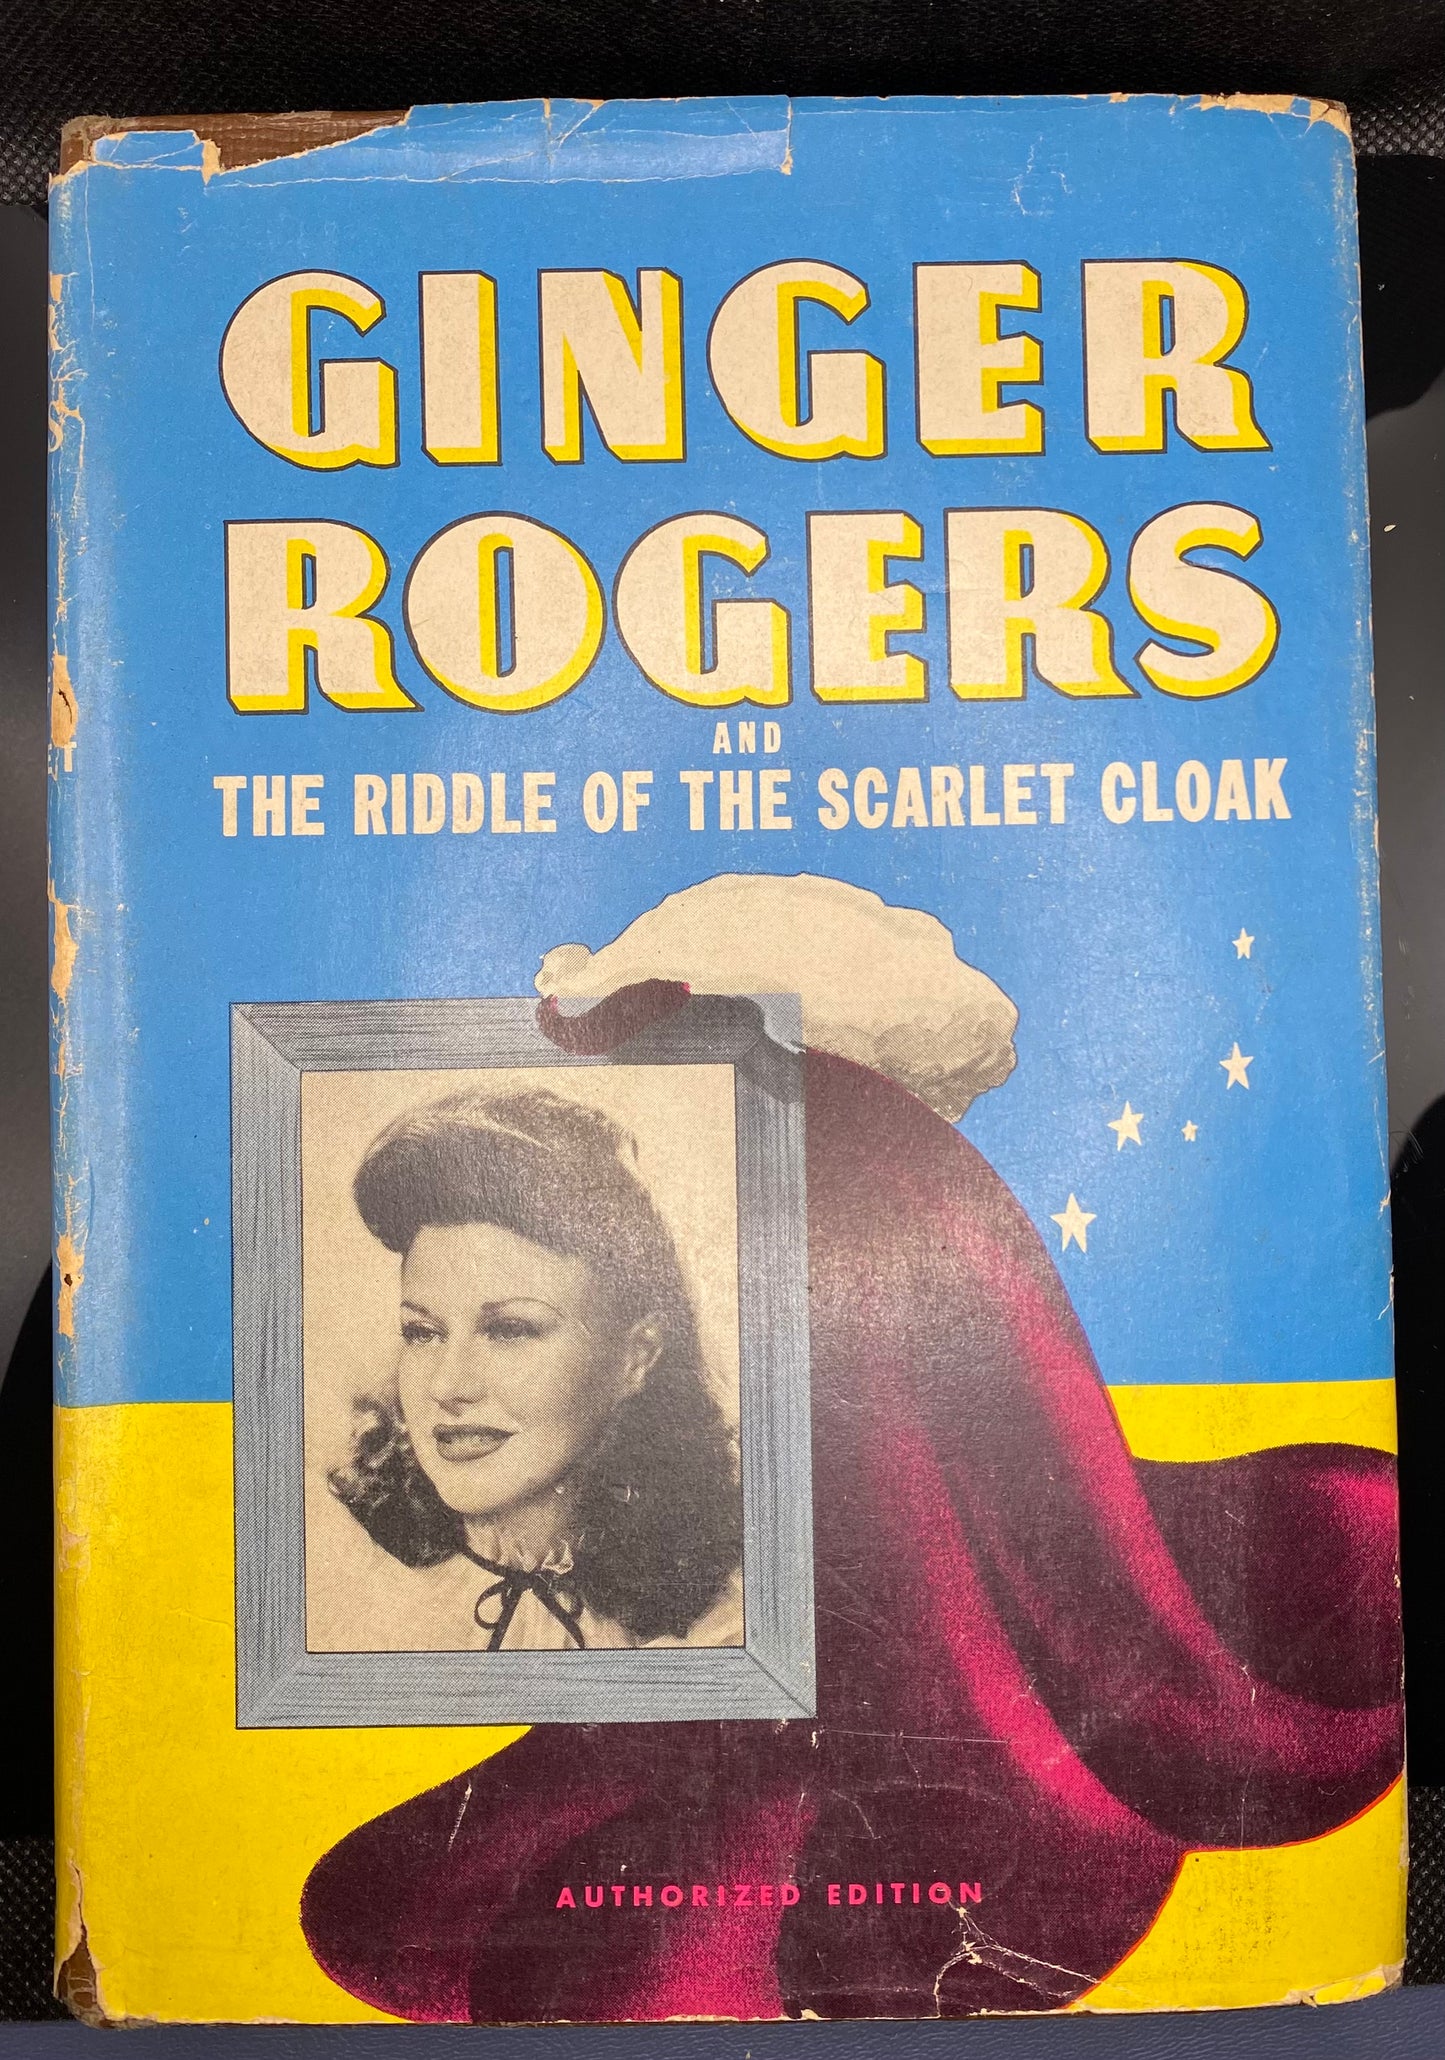 GINGER
ROGERS
AND
THE RIDDLE OF THE SCARLET CLOAK
AUTHORIZED EDITION